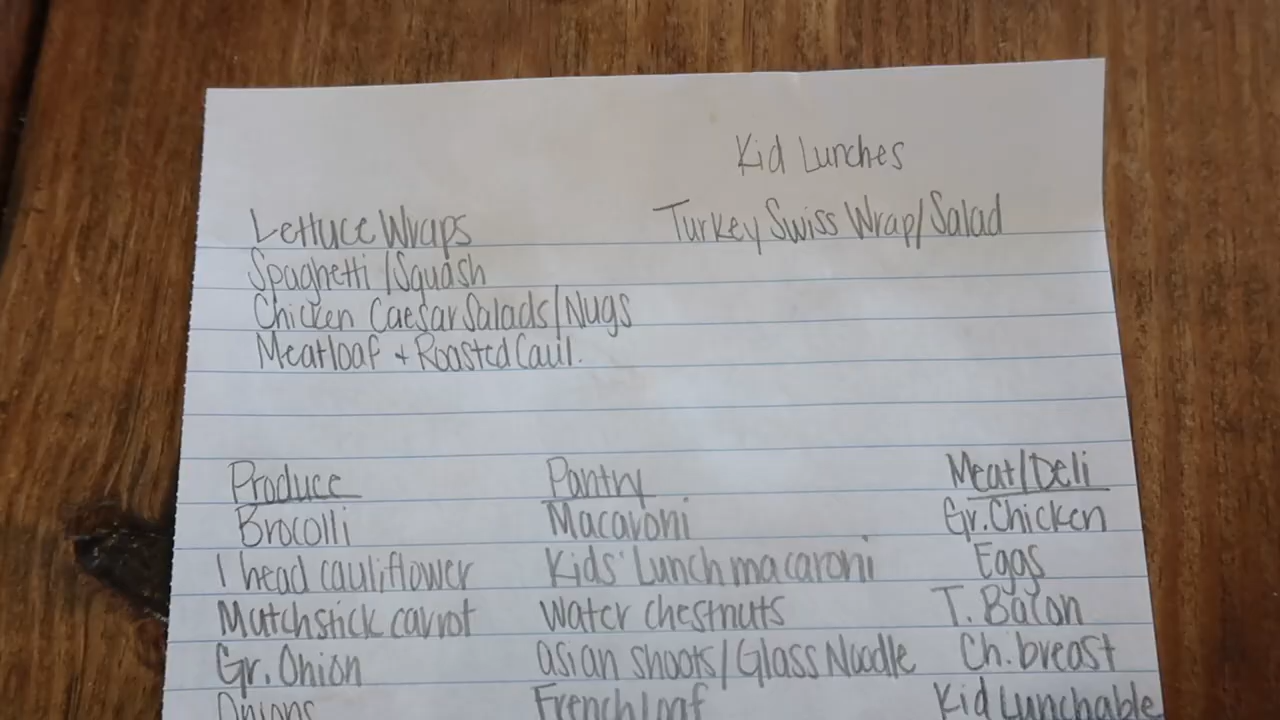 Kid Lunches
Lettuce Wraps
Turkey Swiss Wrap/Salad
Spaghetti /Squash
Chicken Caesar Salads/Nugs
Meatloaf + Roasted Caul.
Produce
Pantry
Meat/Deli
Brocolli
Macaroni
Gr. Chicken
1 head cauliflower
Kids' Lunch macaroni
Eggs
Matchstick carrot
Water chestnuts
T. Bacon
Gr. Onion
asian shoots/Glass Noodle
Ch. breast
Onions
French loaf
Kid Lunchable